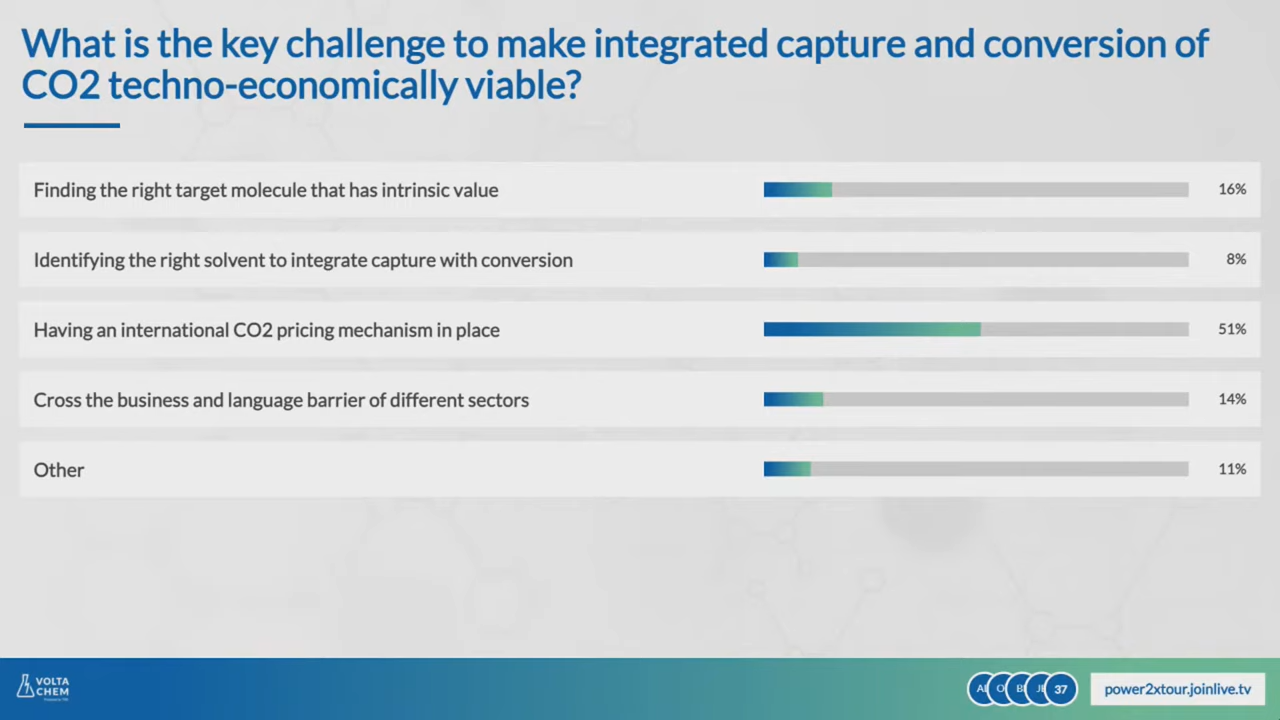 What is the key challenge to make integrated capture and conversion of
CO2 techno-economically viable?
Finding the right target molecule that has intrinsic value 16%
Identifying the right solvent to integrate capture with conversion 8%
Having an international CO2 pricing mechanism in place 51%
Cross the business and language barrier of different sectors 14%
Other 11%
VOLTA
CHEM
37
power2xtour.joinlive.tv